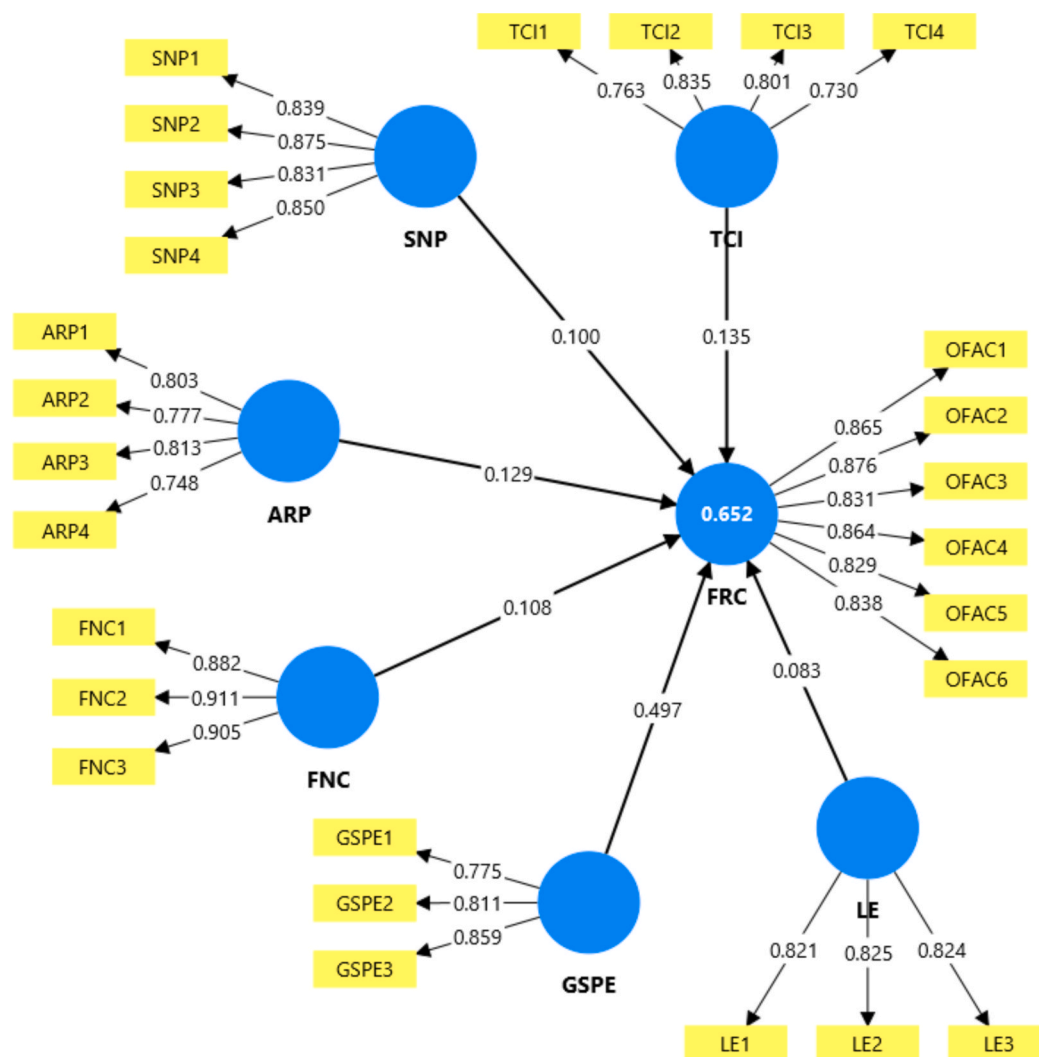 TCI1
TCI2
TCI3
TCI4
0.763
0.835
0.801
0.730
TCI
SNP1
SNP2
SNP3
SNP4
0.839
0.875
0.831
0.850
SNP
0.100
0.135
ARP1
ARP2
ARP3
ARP4
0.803
0.777
0.813
0.748
ARP
0.129
0.652
FRC
0.865
0.876
0.831
0.864
0.829
0.838
OFAC1
OFAC2
OFAC3
OFAC4
OFAC5
OFAC6
FNC1
FNC2
FNC3
0.882
0.911
0.905
FNC
0.108
0.497
0.083
GSPE1
GSPE2
GSPE3
0.775
0.811
0.859
GSPE
LE
0.821
0.825
0.824
LE1
LE2
LE3